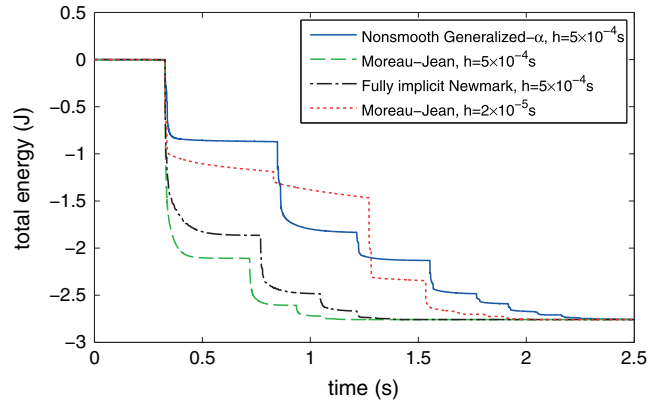 0.5
0
−0.5
−1
−1.5
−2
−2.5
−3
total energy (J)
Nonsmooth Generalized−α, h=5×10⁻⁴s
Moreau−Jean, h=5×10⁻⁴s
Fully implicit Newmark, h=5×10⁻⁴s
Moreau−Jean, h=2×10⁻⁵s
0 0.5 1 1.5 2 2.5
time (s)